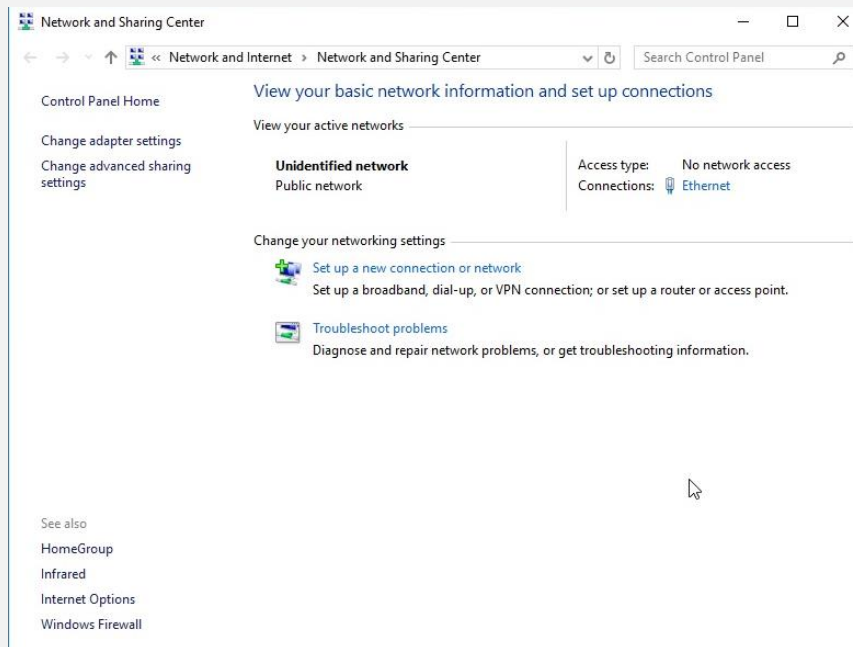 Network and Sharing Center
« Network and Internet › Network and Sharing Center
Search Control Panel
Control Panel Home
Change adapter settings
Change advanced sharing
settings
View your basic network information and set up connections
View your active networks
Unidentified network
Public network
Access type: No network access
Connections: Ethernet
Change your networking settings
Set up a new connection or network
Set up a broadband, dial-up, or VPN connection; or set up a router or access point.
Troubleshoot problems
Diagnose and repair network problems, or get troubleshooting information.
See also
HomeGroup
Infrared
Internet Options
Windows Firewall